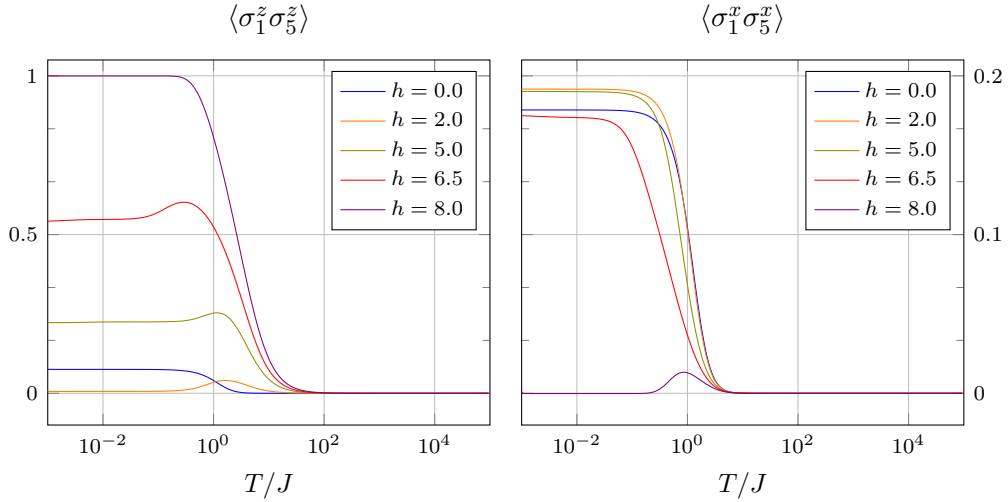 ⟨σ₁ᶻσ₅ᶻ⟩
1
0.5
0
h = 0.0
h = 2.0
h = 5.0
h = 6.5
h = 8.0
10⁻² 10⁰ 10² 10⁴
T/J
⟨σ₁ˣσ₅ˣ⟩
h = 0.0
h = 2.0
h = 5.0
h = 6.5
h = 8.0
0.2
0.1
0
10⁻² 10⁰ 10² 10⁴
T/J